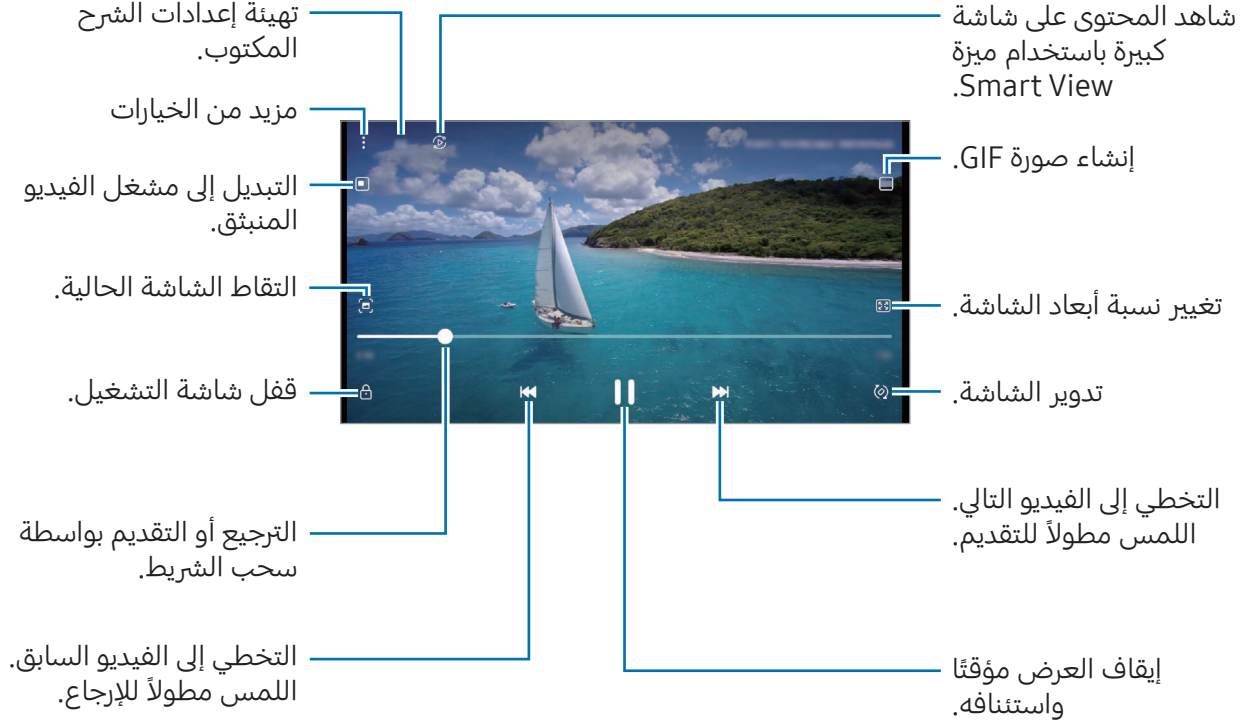 شاهد المحتوى على شاشة
كبيرة باستخدام ميزة
Smart View.
إنشاء صورة GIF.
تغيير نسبة أبعاد الشاشة.
تدوير الشاشة.
التخطي إلى الفيديو التالي.
اللمس مطولاً للتقديم.
إيقاف العرض مؤقتًا
واستئنافه.
تهيئة إعدادات الشرح
المكتوب.
مزيد من الخيارات
التبديل إلى مشغل الفيديو
المنبثق.
التقاط الشاشة الحالية.
قفل شاشة التشغيل.
الترجيع أو التقديم بواسطة
سحب الشريط.
التخطي إلى الفيديو السابق.
اللمس مطولاً للإرجاع.